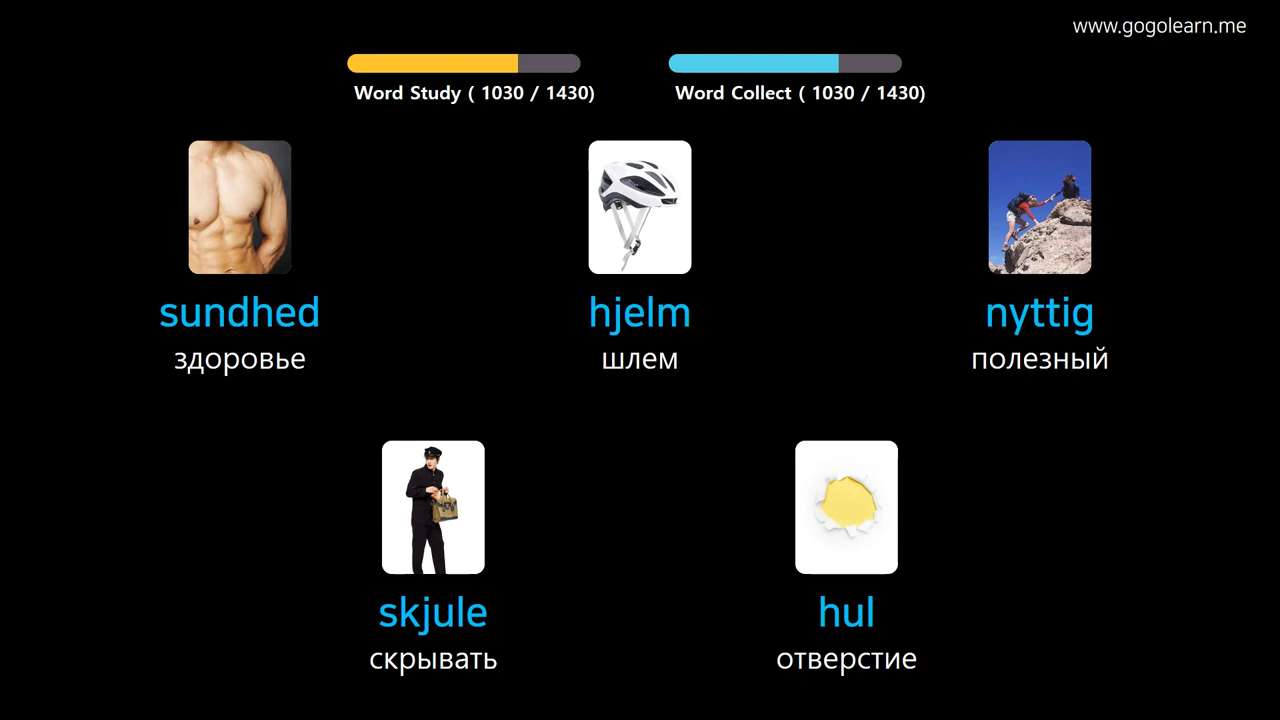 www.gogolearn.me
Word Study ( 1030 / 1430)
Word Collect ( 1030 / 1430)
sundhed
здоровье
hjelm
шлем
nyttig
полезный
skjule
скрывать
hul
отверстие